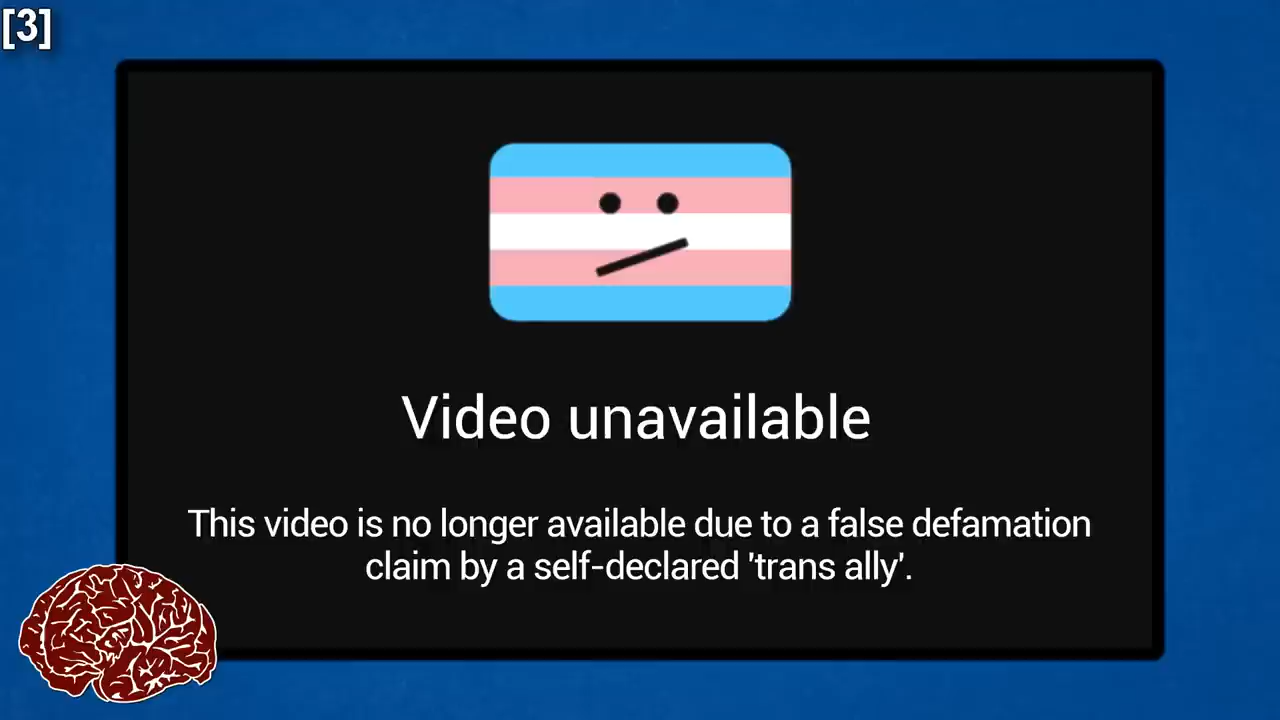 [3]
Video unavailable
This video is no longer available due to a false defamation
claim by a self-declared 'trans ally'.